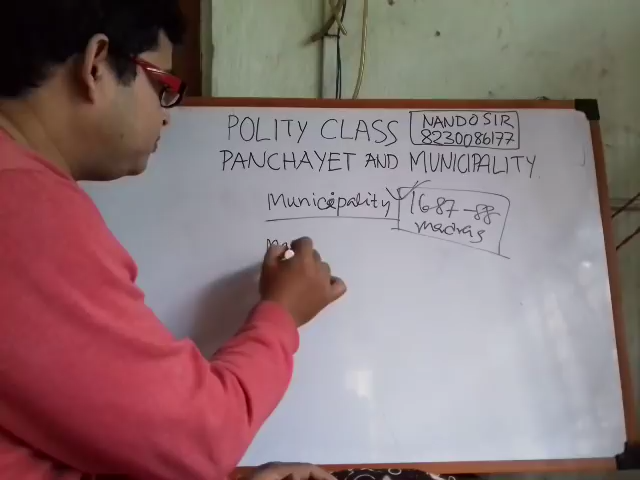 POLITY CLASS
NANDO SIR
8230086177
PANCHAYET AND MUNICIPALITY
Municipality
1687-88
madras